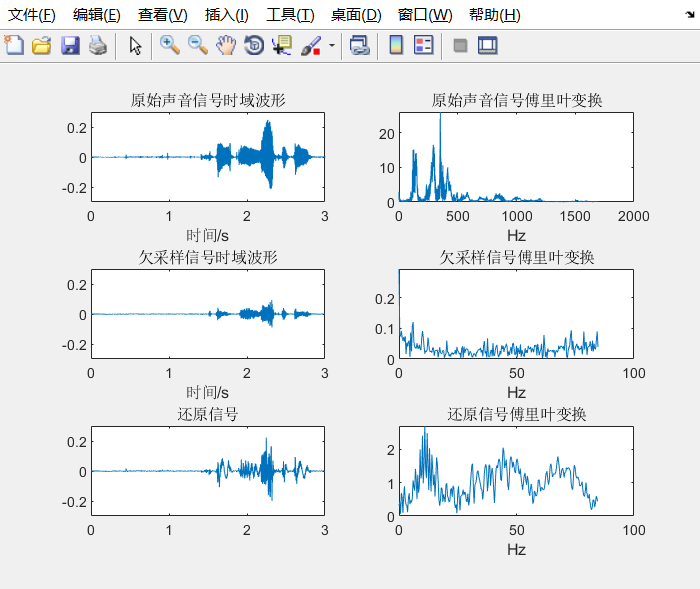 文件(F) 编辑(E) 查看(V) 插入(I) 工具(T) 桌面(D) 窗口(W) 帮助(H)
原始声音信号时域波形
0.2
0
-0.2
0 1 2 3
时间/s
原始声音信号傅里叶变换
20
10
0
0 500 1000 1500 2000
Hz
欠采样信号时域波形
0.2
0
-0.2
0 1 2 3
时间/s
欠采样信号傅里叶变换
0.2
0.1
0
0 50 100
Hz
还原信号
0.2
0
-0.2
0 1 2 3
还原信号傅里叶变换
2
1
0
0 50 100
Hz